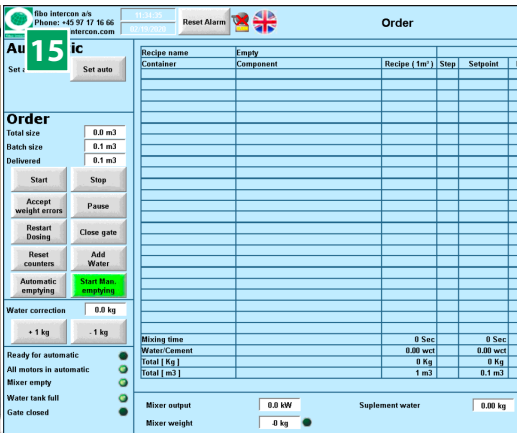 fibo intercon a/s
Phone: +45 97 17 16 66
intercon.com
11:24:35
02/19/2020
Reset Alarm
Order
15
Set auto
Order
Total size 0.0 m3
Batch size 0.1 m3
Delivered 0.1 m3
Start Stop
Accept weight errors Pause
Restart Dosing Close gate
Reset counters Add Water
Automatic emptying Start Man. emptying
Water correction 0.0 kg
+ 1 kg - 1 kg
Ready for automatic
All motors in automatic
Mixer empty
Water tank full
Gate closed
Recipe name Empty
Container Component Recipe ( 1m³ ) Step Setpoint
Mixing time 0 Sec 0 Sec
Water/Cement 0.00 wct 0.00 wct
Total [ Kg ] 0 Kg 0 Kg
Total [ m3 ] 1 m3 0.1 m3
Mixer output 0.0 kW Suplement water 0.00 kg
Mixer weight -0 kg